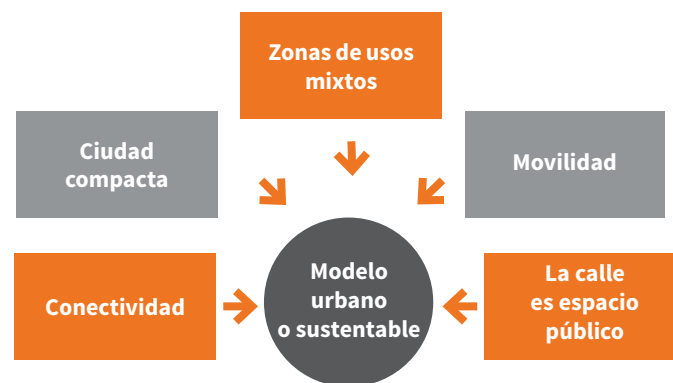 Zonas de usos
mixtos
Ciudad
compacta
Movilidad
Conectividad
Modelo
urbano
o sustentable
La calle
es espacio
público